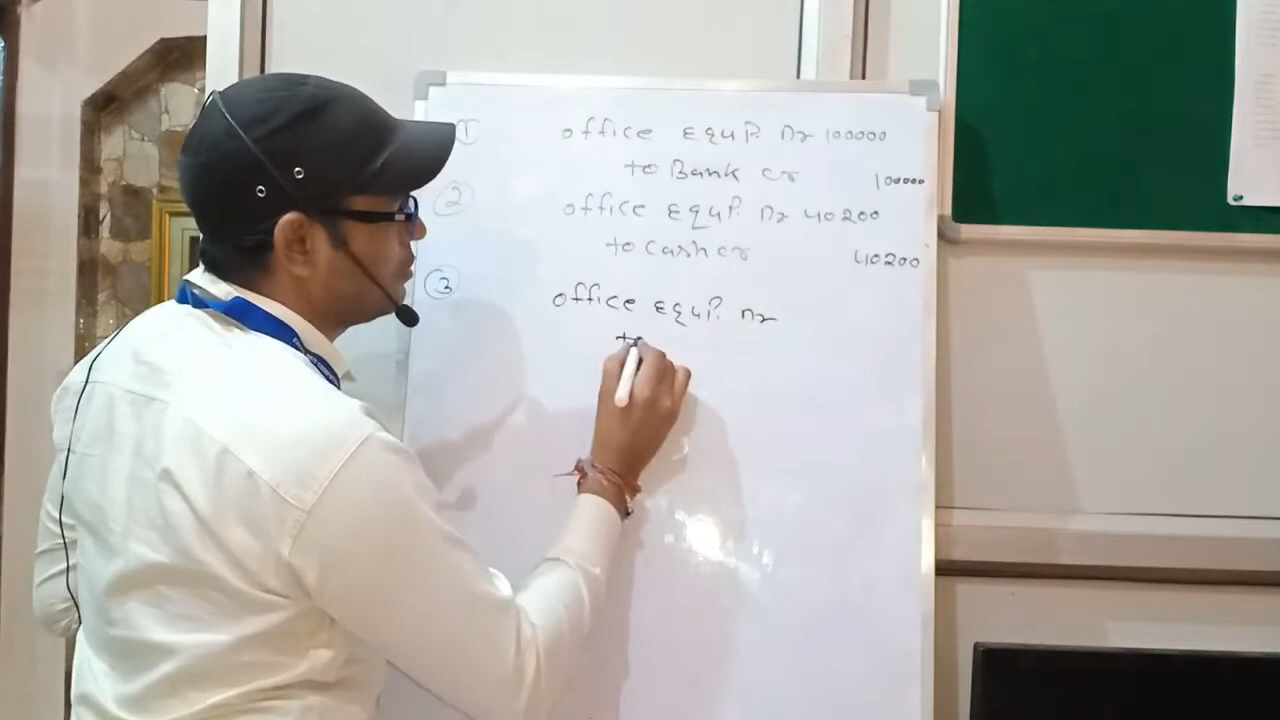 ① office Equip. Dr 100000
to Bank cr 100000
② office Equip. Dr 40200
to Cash cr 40200
③ office Equip. Dr
to